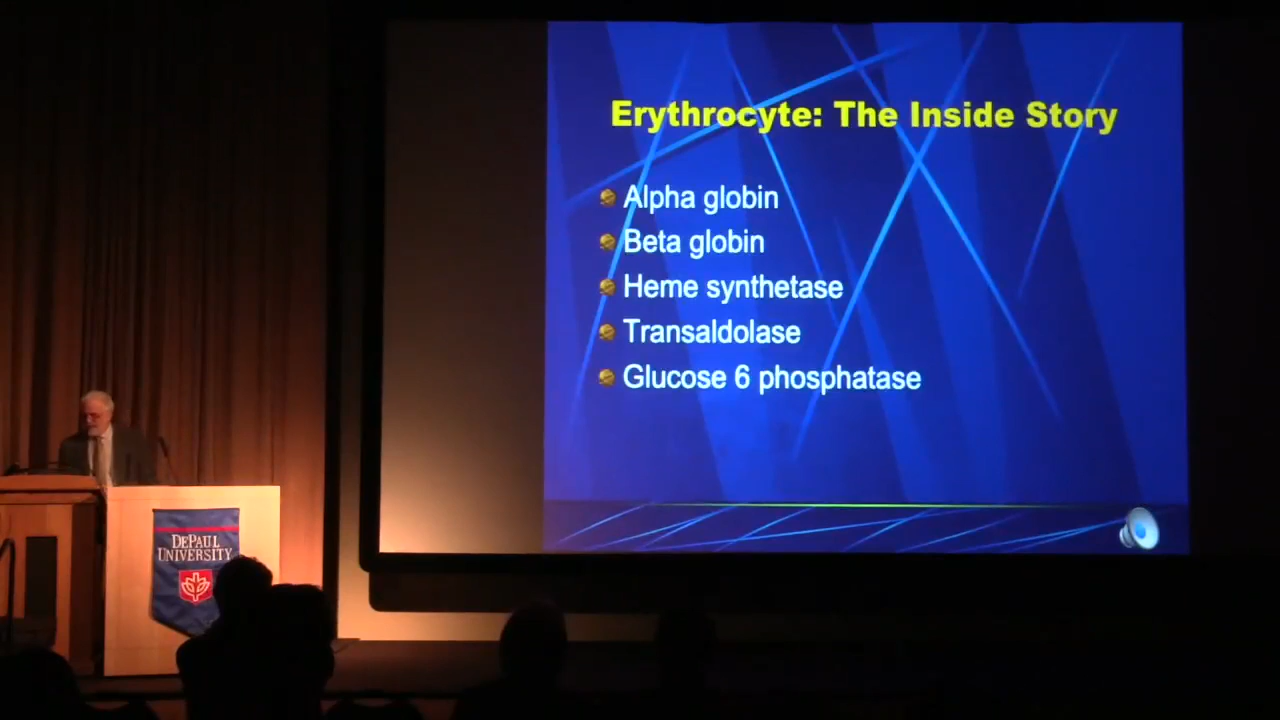 Erythrocyte: The Inside Story
Alpha globin
Beta globin
Heme synthetase
Transaldolase
Glucose 6 phosphatase
DEPAUL
UNIVERSITY